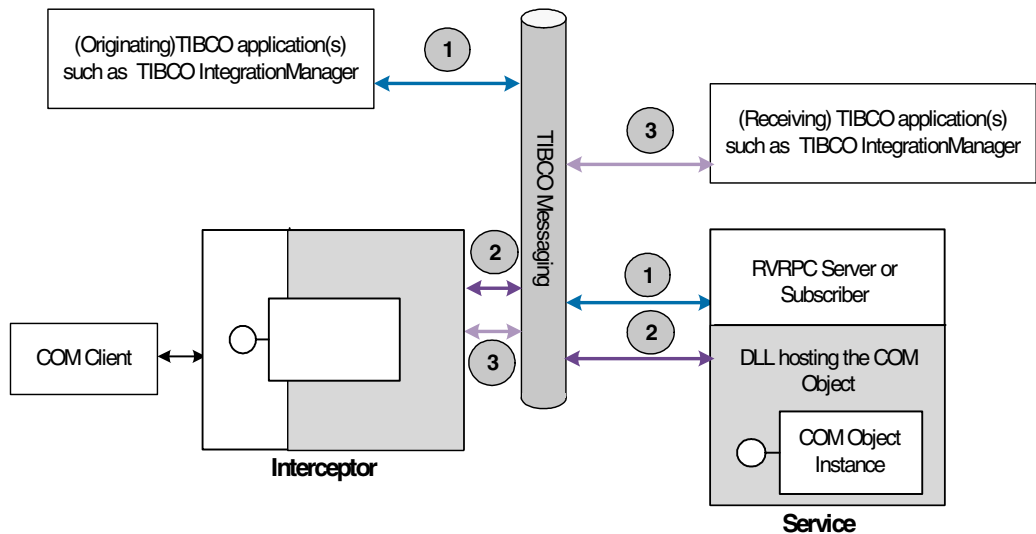 (Originating)TIBCO application(s)
such as TIBCO IntegrationManager
1
TIBCO Messaging
3
(Receiving) TIBCO application(s)
such as TIBCO IntegrationManager
2
1
RVRPC Server or
Subscriber
COM Client
3
2
DLL hosting the COM
Object
COM Object
Instance
Interceptor
Service